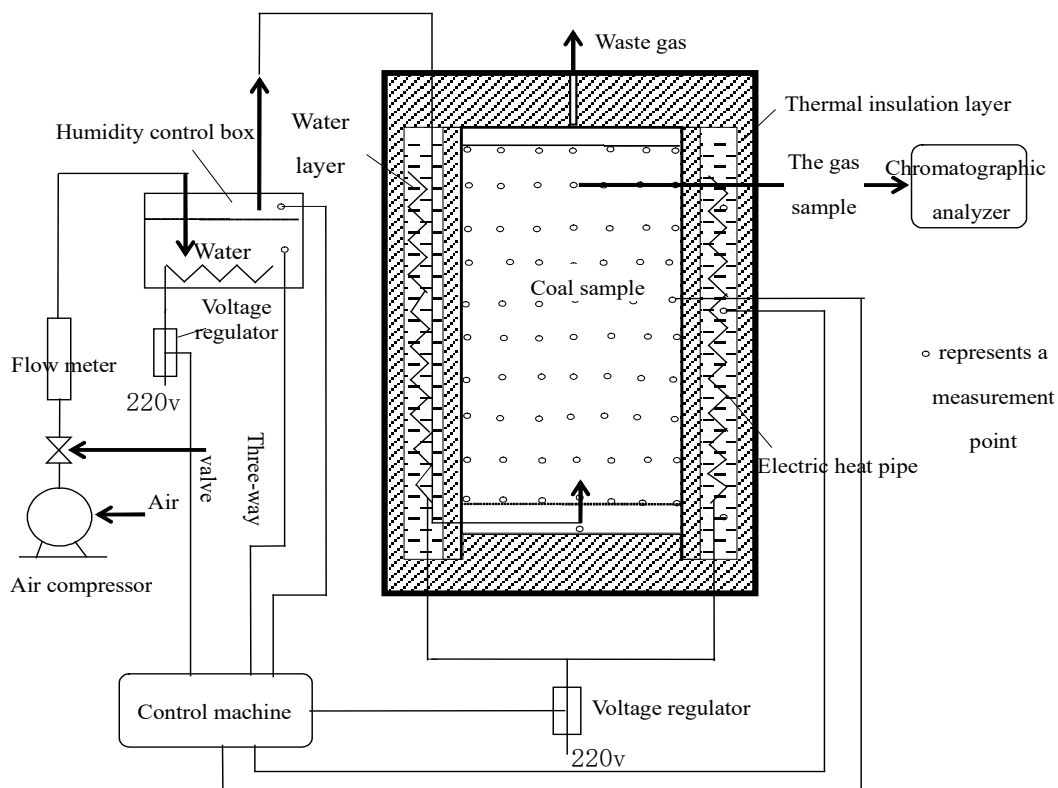 Waste gas
Thermal insulation layer
Humidity control box
Water
layer
The gas
sample
Chromatographic
analyzer
Water
Coal sample
Voltage
regulator
Flow meter
220v
represents a
measurement
point
Three-way
valve
Electric heat pipe
Air
Air compressor
Control machine
Voltage regulator
220v